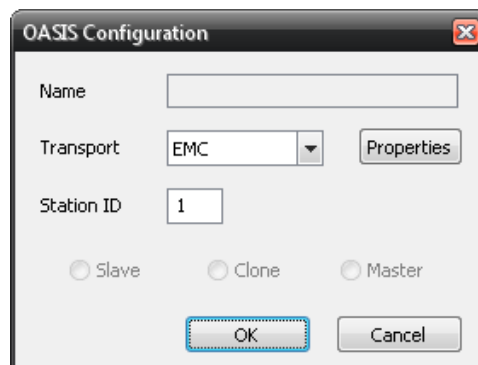 OASIS Configuration
Name
Transport EMC Properties
Station ID 1
Slave Clone Master
OK Cancel